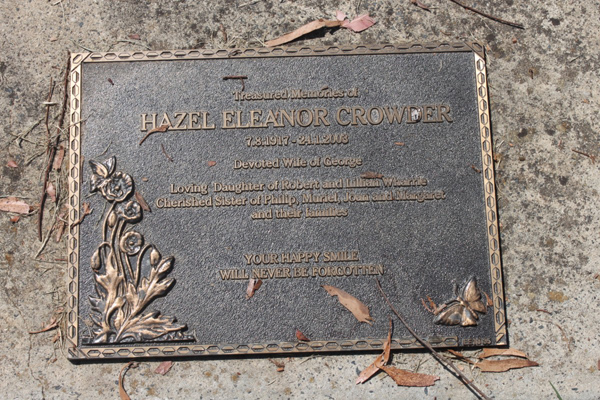 Treasured Memories of
HAZEL ELEANOR CROWDER
7.8.1917 - 24.1.2003
Devoted Wife of George
Loving Daughter of Robert and Lillian
Cherished Sister of Philip, Muriel, Joan and Margaret
and their families
YOUR HAPPY SMILE
WILL NEVER BE FORGOTTEN